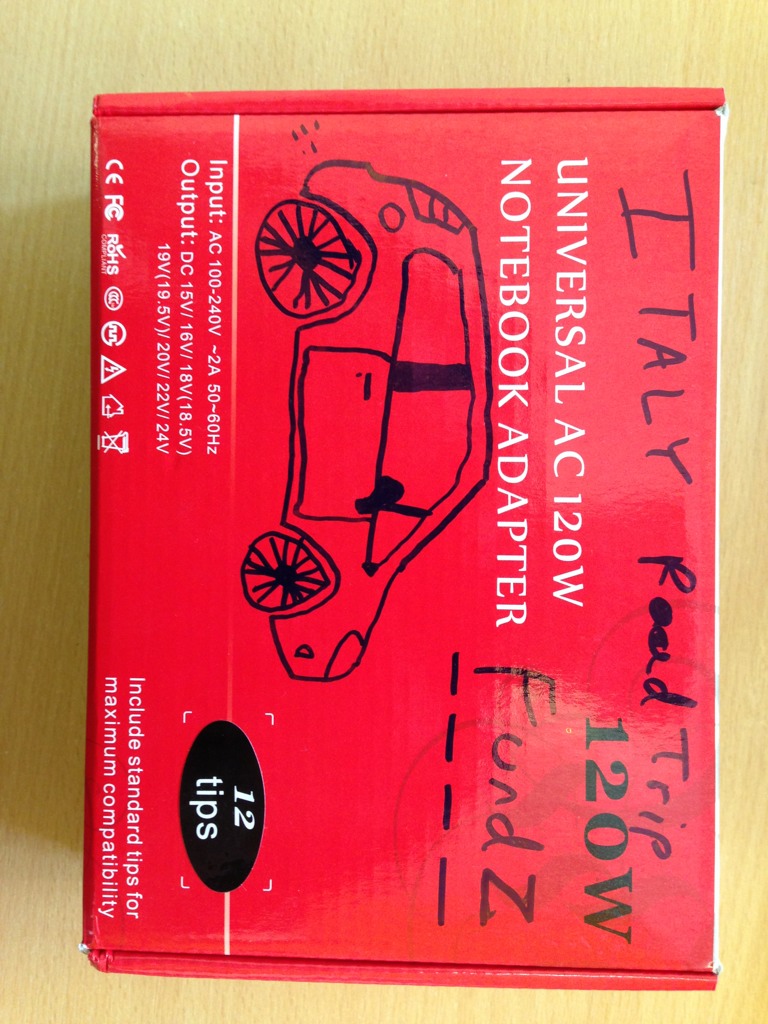 ITALY Road Trip
FundZ
UNIVERSAL AC 120W
NOTEBOOK ADAPTER
120W
Input: AC 100-240V ~2A 50~60Hz
Output: DC 15V/ 16V/ 18V(18.5V)
19V(19.5V)/ 20V/ 22V/ 24V
12
tips
Include standard tips for
maximum compatibility
CE FC RoHS
COMPLIANT